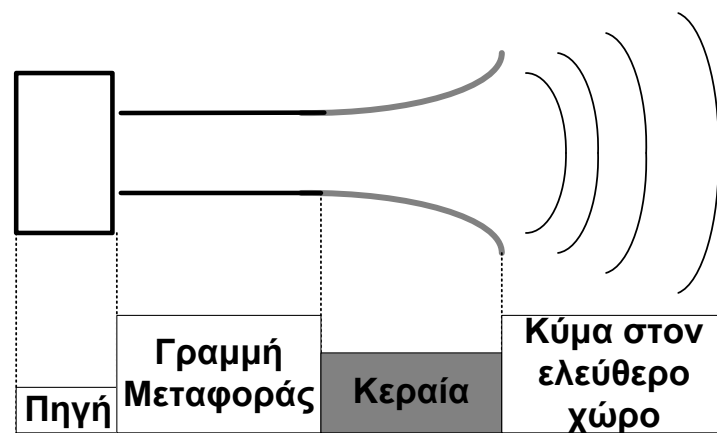 Πηγή
Γραμμή
Μεταφοράς
Κεραία
Κύμα στον
ελεύθερο
χώρο